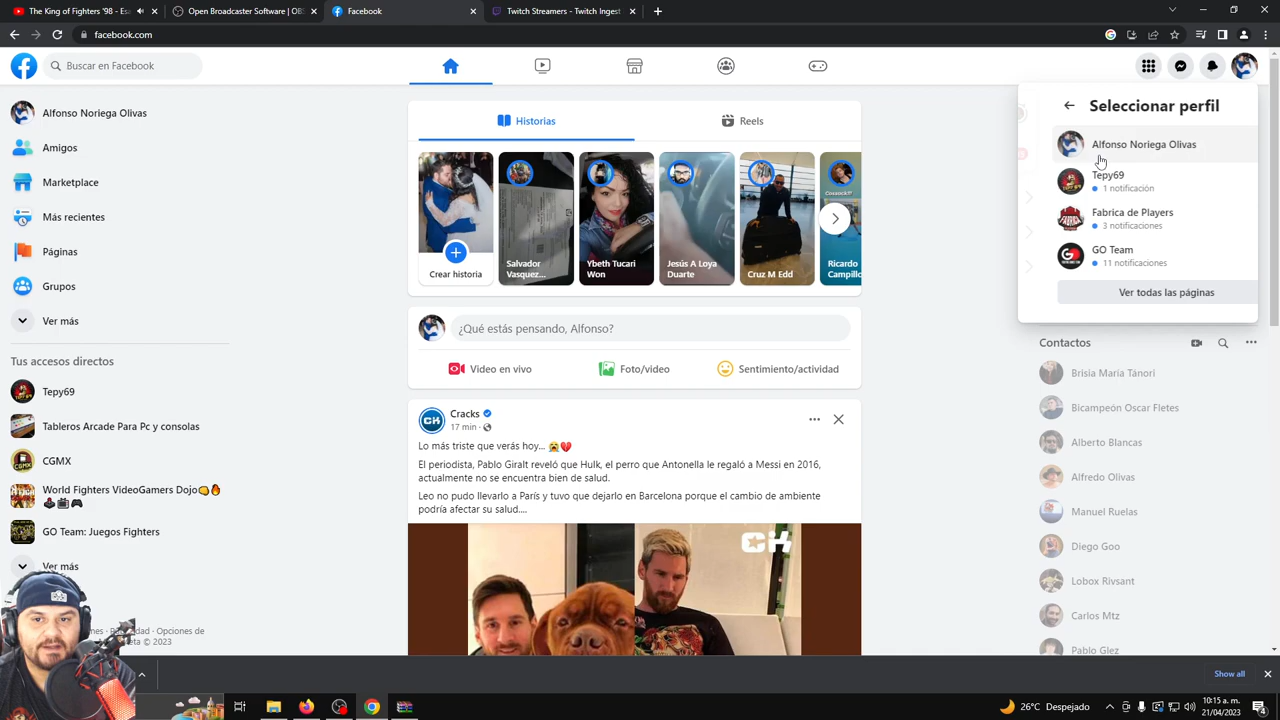 The King of Fighters '98 - Esc
Open Broadcaster Software | OBS
Facebook
Twitch Streamers - Twitch Ingest
facebook.com
Buscar en Facebook
Alfonso Noriega Olivas
Amigos
Marketplace
Más recientes
Páginas
Grupos
Ver más
Tus accesos directos
Tepy69
Tableros Arcade Para Pc y consolas
CGMX
World Fighters VideoGamers Dojo
GO Team: Juegos Fighters
Ver más
Opciones de
© 2023
Historias
Reels
Crear historia
Salvador
Vasquez...
Ybeth Tucari
Won
Jesús A Loya
Duarte
Cruz M Edd
Ricardo
Campillo
¿Qué estás pensando, Alfonso?
Video en vivo
Foto/video
Sentimiento/actividad
Cracks
17 min
Lo más triste que verás hoy...
El periodista, Pablo Giralt reveló que Hulk, el perro que Antonella le regaló a Messi en 2016,
actualmente no se encuentra bien de salud.
Leo no pudo llevarlo a París y tuvo que dejarlo en Barcelona porque el cambio de ambiente
podría afectar su salud....
Seleccionar perfil
Alfonso Noriega Olivas
Tepy69
1 notificación
Fabrica de Players
3 notificaciones
GO Team
11 notificaciones
Ver todas las páginas
Contactos
Brisia María Tánori
Bicampeón Oscar Fletes
Alberto Blancas
Alfredo Olivas
Manuel Ruelas
Diego Goo
Lobox Rivsant
Carlos Mtz
Pablo Glez
Show all
26°C Despejado
10:15 a. m.
21/04/2023